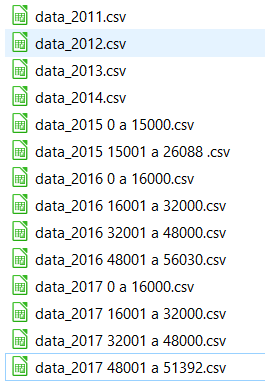 data_2011.csv
data_2012.csv
data_2013.csv
data_2014.csv
data_2015 0 a 15000.csv
data_2015 15001 a 26088 .csv
data_2016 0 a 16000.csv
data_2016 16001 a 32000.csv
data_2016 32001 a 48000.csv
data_2016 48001 a 56030.csv
data_2017 0 a 16000.csv
data_2017 16001 a 32000.csv
data_2017 32001 a 48000.csv
data_2017 48001 a 51392.csv